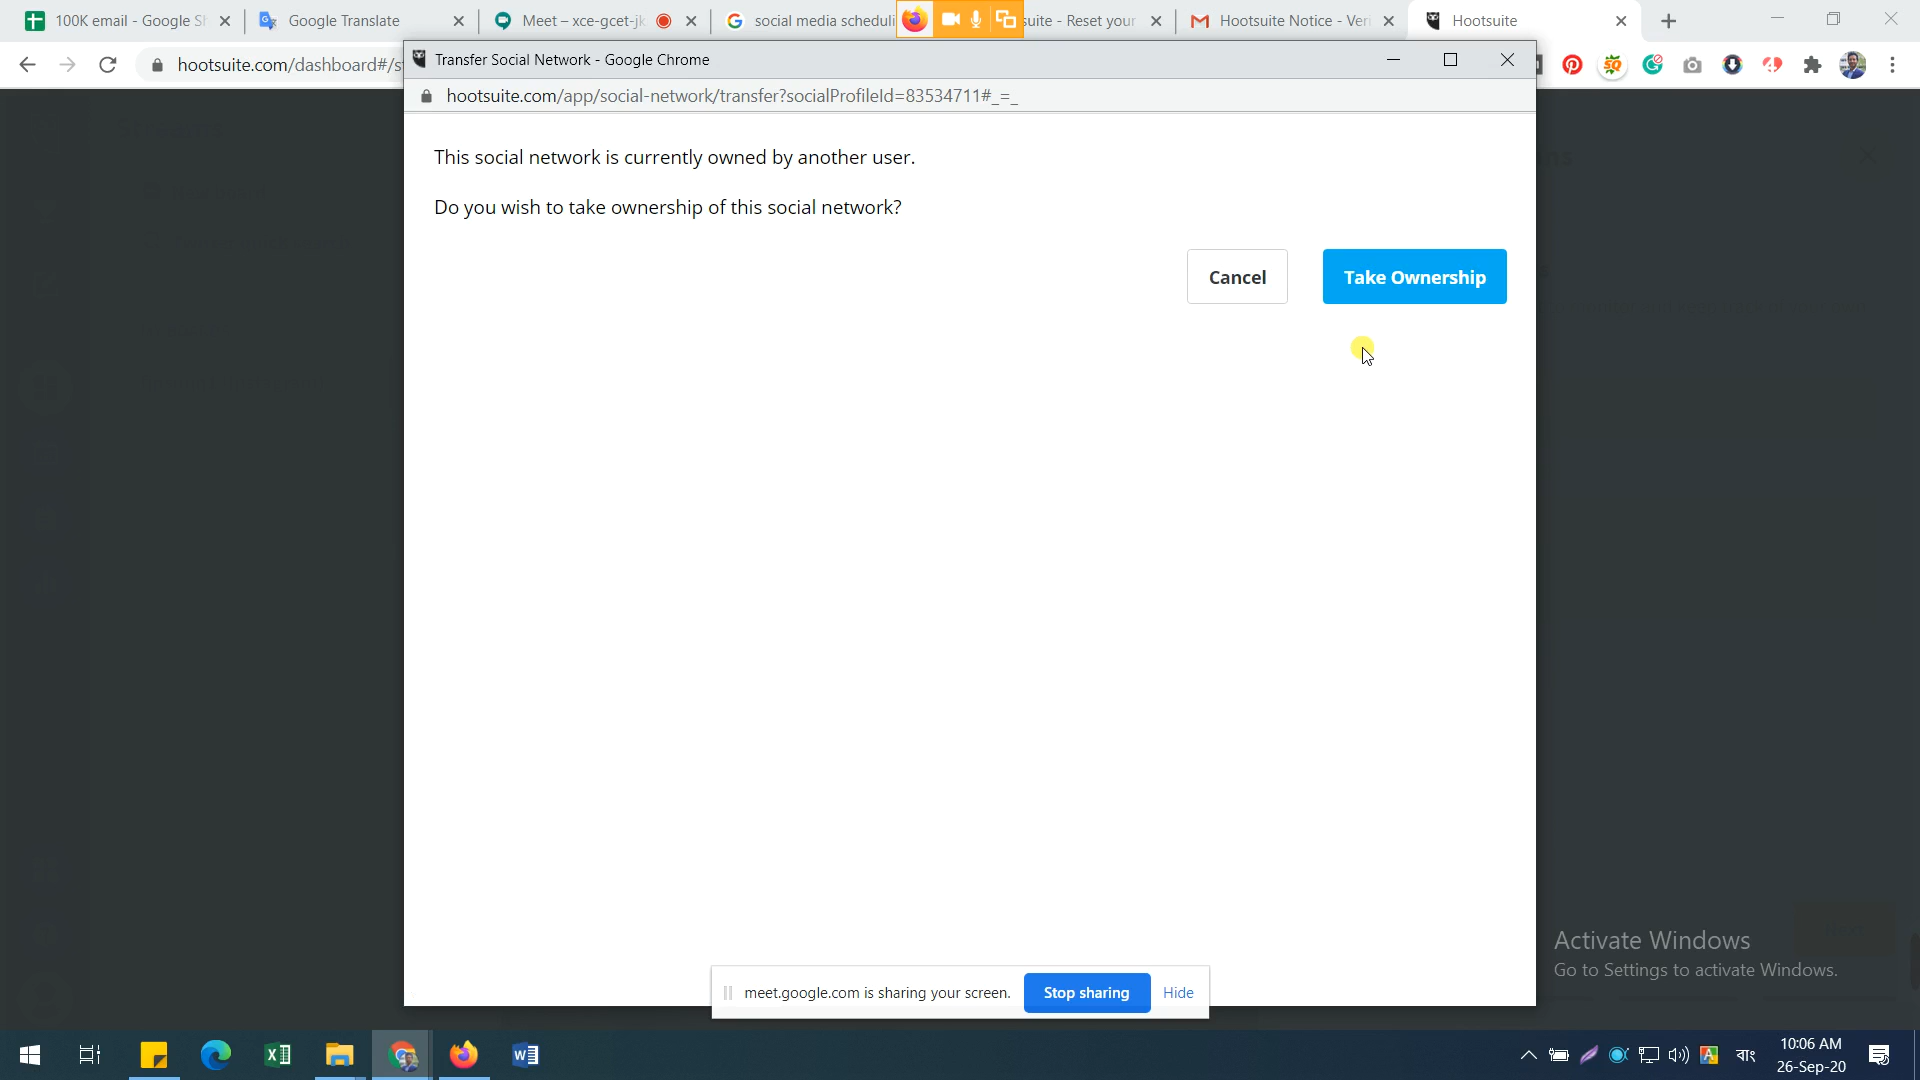 100K email - Google Sh
Google Translate
Meet – xce-gcet-jk
social media scheduli
suite - Reset your
Hootsuite Notice - Veri
Hootsuite
hootsuite.com/dashboard#/st
Transfer Social Network - Google Chrome
hootsuite.com/app/social-network/transfer?socialProfileId=83534711#_=_
This social network is currently owned by another user.
Do you wish to take ownership of this social network?
Cancel
Take Ownership
Activate Windows
Go to Settings to activate Windows.
meet.google.com is sharing your screen.
Stop sharing
Hide
বাং
10:06 AM
26-Sep-20